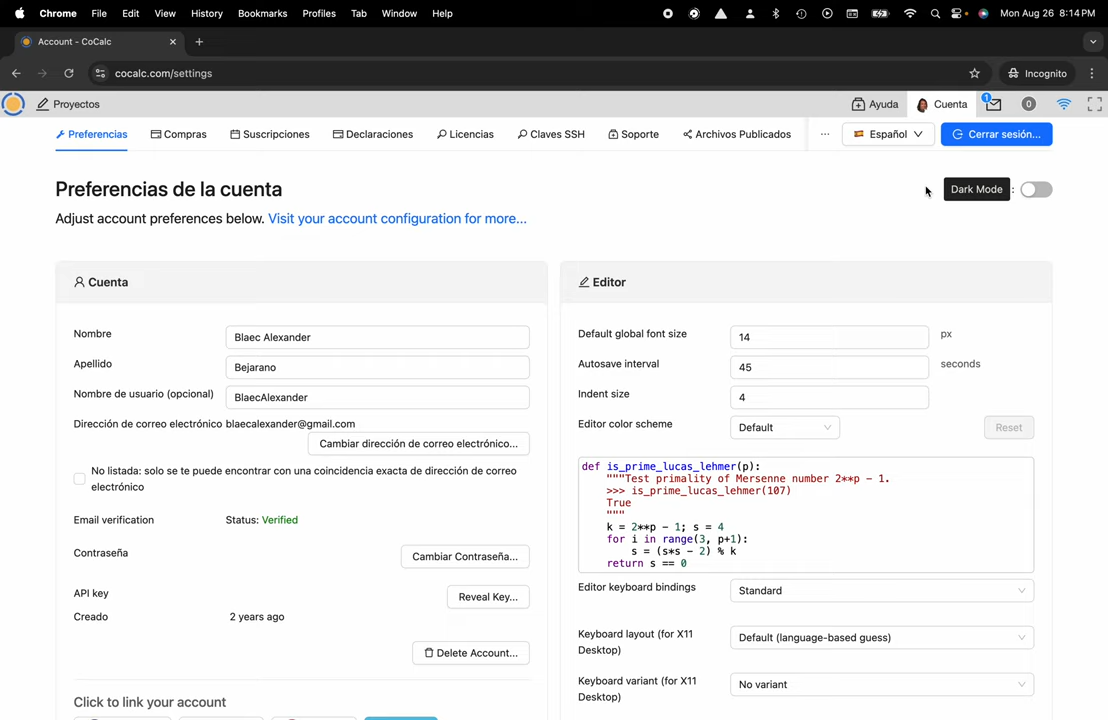 Chrome File Edit View History Bookmarks Profiles Tab Window Help Mon Aug 26 8:14 PM
Account - CoCalc
cocalc.com/settings Incognito
Proyectos Ayuda Cuenta 1 0
Preferencias Compras Suscripciones Declaraciones Licencias Claves SSH Soporte Archivos Publicados ... Español Cerrar sesión...
Preferencias de la cuenta Dark Mode :
Adjust account preferences below. Visit your account configuration for more...
Cuenta
Nombre Blaec Alexander
Apellido Bejarano
Nombre de usuario (opcional) BlaecAlexander
Dirección de correo electrónico blaecalexander@gmail.com
Cambiar dirección de correo electrónico...
No listada: solo se te puede encontrar con una coincidencia exacta de dirección de correo
electrónico
Email verification Status: Verified
Contraseña Cambiar Contraseña...
API key Reveal Key...
Creado 2 years ago
Delete Account...
Click to link your account
Editor
Default global font size 14 px
Autosave interval 45 seconds
Indent size 4
Editor color scheme Default Reset
def is_prime_lucas_lehmer(p):
"""Test primality of Mersenne number 2**p - 1.
>>> is_prime_lucas_lehmer(107)
True
"""
k = 2**p - 1; s = 4
for i in range(3, p+1):
s = (s*s - 2) % k
return s == 0
Editor keyboard bindings Standard
Keyboard layout (for X11
Desktop) Default (language-based guess)
Keyboard variant (for X11
Desktop) No variant